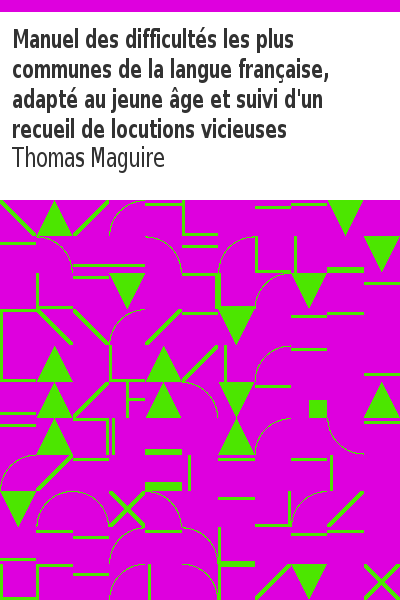 Manuel des difficultés les plus
communes de la langue française,
adapté au jeune âge et suivi d'un
recueil de locutions vicieuses
Thomas Maguire